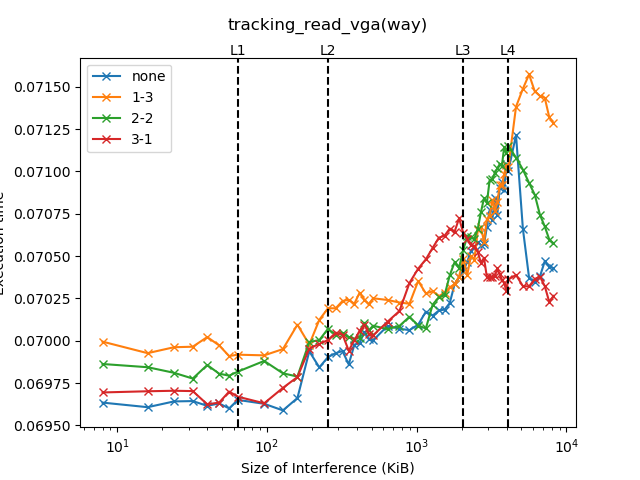 tracking_read_vga(way)
L1 L2 L3 L4
none
1-3
2-2
3-1
0.07150
0.07125
0.07100
0.07075
0.07050
0.07025
0.07000
0.06975
0.06950
10¹ 10² 10³ 10⁴
Size of Interference (KiB)